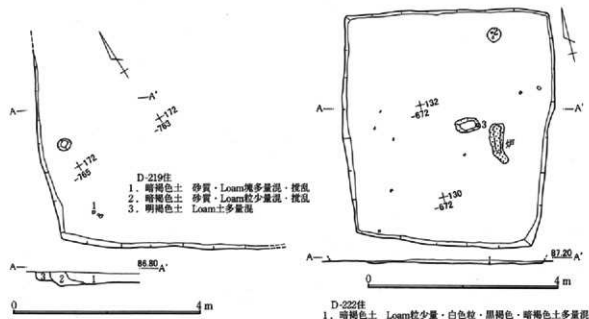 A—
—A'
+172
-763
+172
-765
1
D-219住
1. 暗褐色土 砂質・Loam塊多量混・撹乱
2. 暗褐色土 砂質・Loam粒少量混・撹乱
3. 明褐色土 Loam土多量混
A—
86.80
—A'
3
2
1
0
4 m
A—
—A'
+132
-672
3
炉
+130
-672
A—
87.20
—A'
0
4 m
D-222住
1. 暗褐色土 Loam粒少量・白色粒・黒褐色・暗褐色土多量混